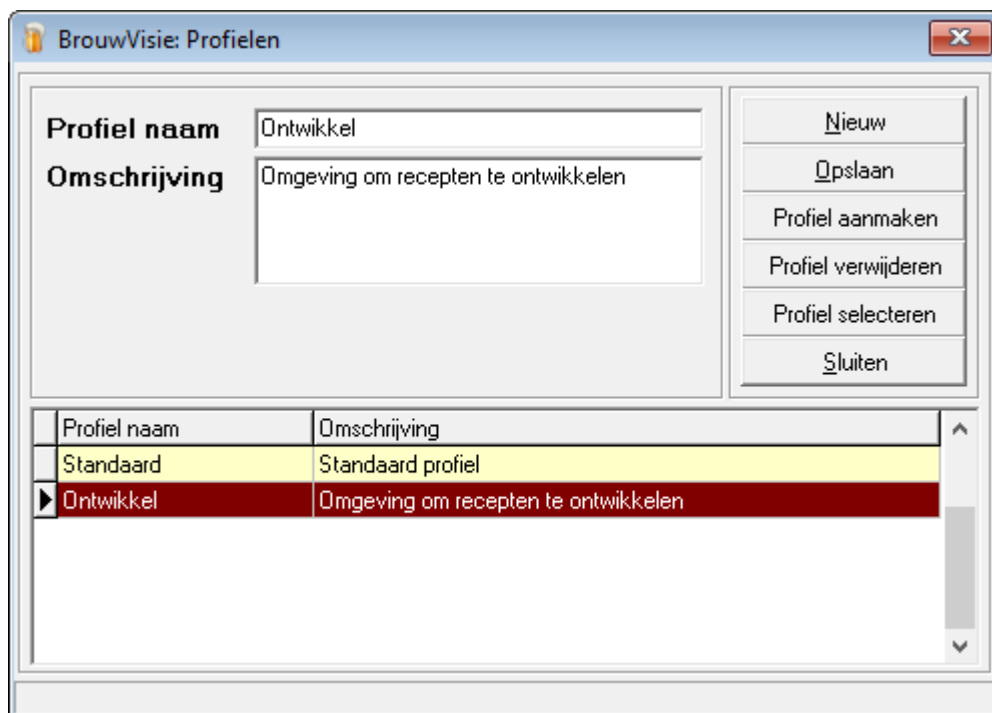 BrouwVisie: Profielen
Profiel naam Ontwikkel
Omschrijving Omgeving om recepten te ontwikkelen
Nieuw
Opslaan
Profiel aanmaken
Profiel verwijderen
Profiel selecteren
Sluiten
Profiel naam Omschrijving
Standaard Standaard profiel
Ontwikkel Omgeving om recepten te ontwikkelen